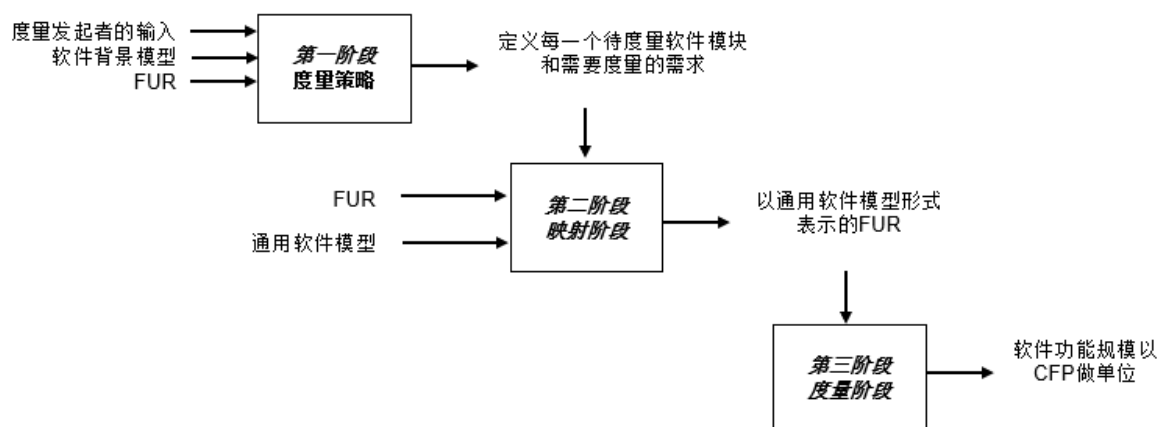 度量发起者的输入
软件背景模型
FUR
第一阶段
度量策略
定义每一个待度量软件模块
和需要度量的需求
FUR
通用软件模型
第二阶段
映射阶段
以通用软件模型形式
表示的FUR
第三阶段
度量阶段
软件功能规模以
CFP做单位